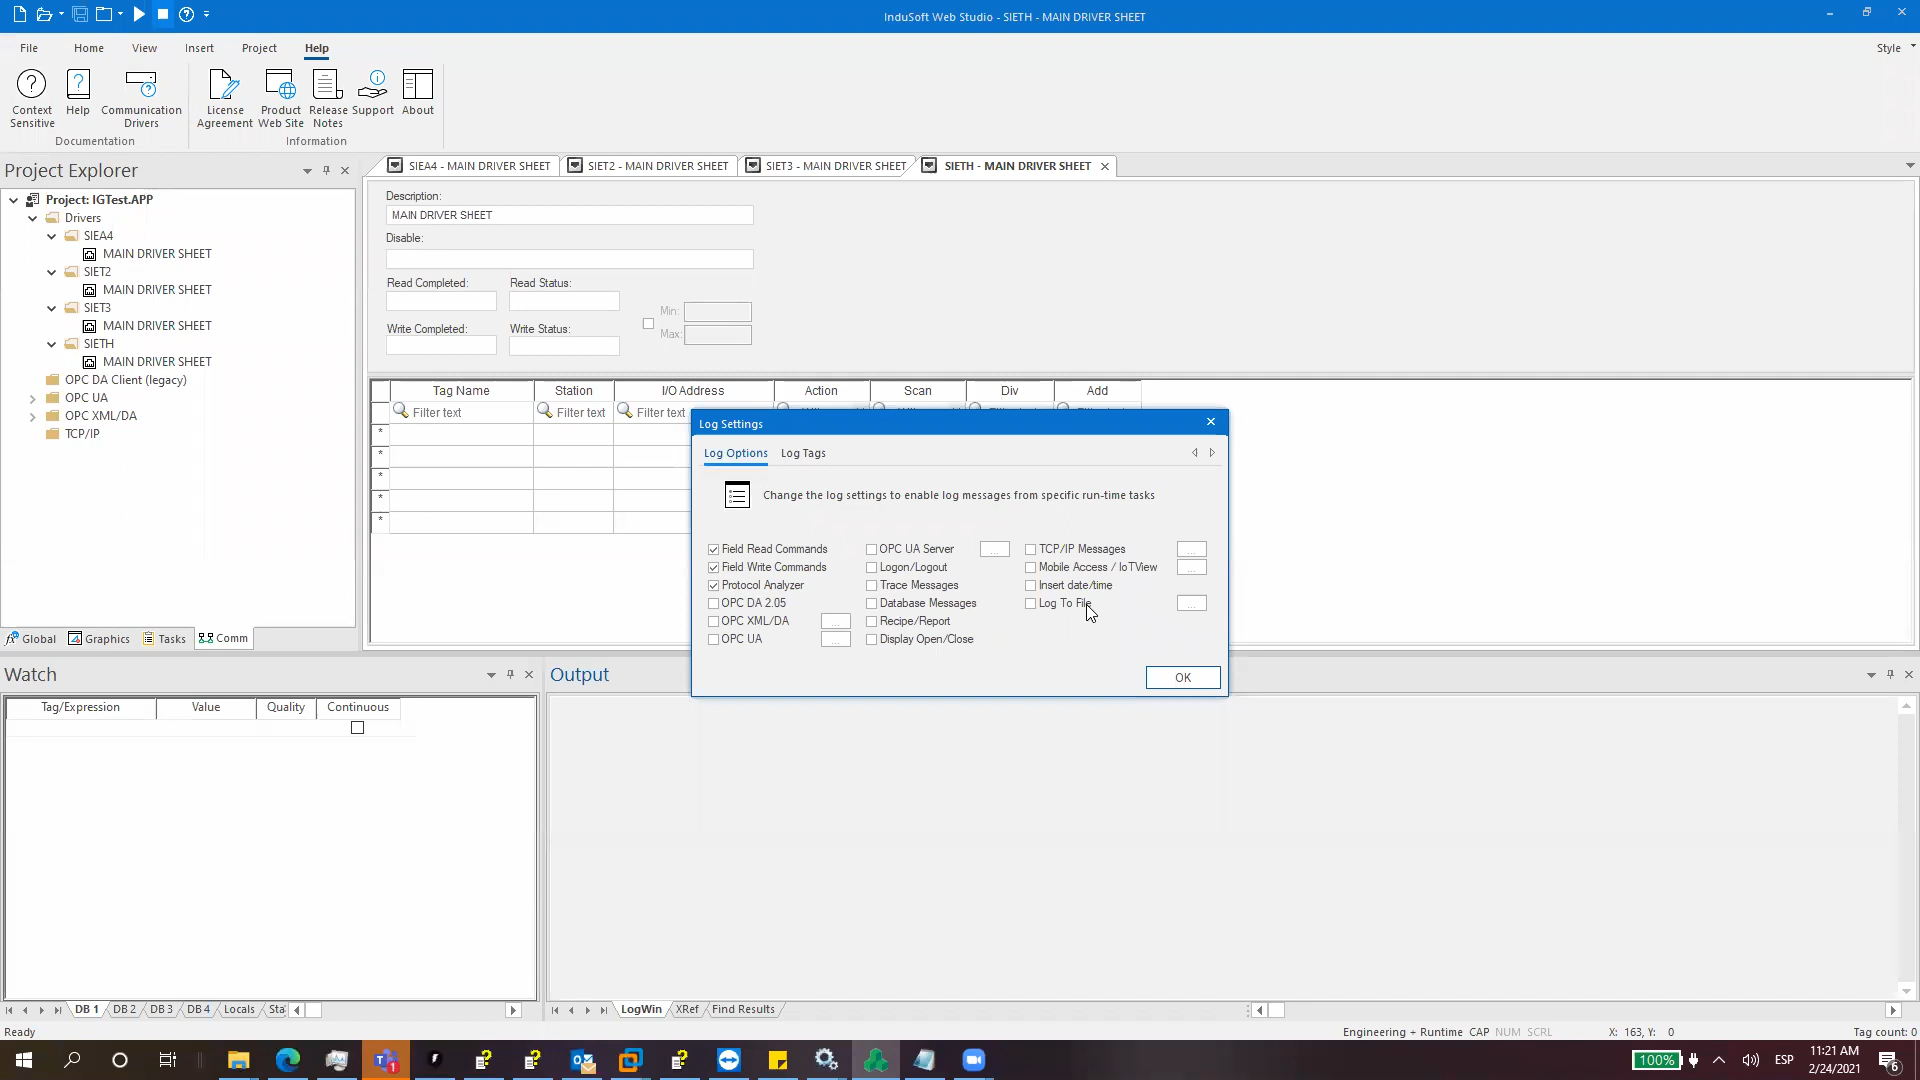 InduSoft Web Studio - SIETH - MAIN DRIVER SHEET
File Home View Insert Project Help Style
Context Sensitive
Help
Communication Drivers
License Agreement
Product Web Site
Release Notes
Support
About
Documentation
Information
Project Explorer
Project: IGTest.APP
Drivers
SIEA4
MAIN DRIVER SHEET
SIET2
MAIN DRIVER SHEET
SIET3
MAIN DRIVER SHEET
SIETH
MAIN DRIVER SHEET
OPC DA Client (legacy)
OPC UA
OPC XML/DA
TCP/IP
Global Graphics Tasks Comm
SIEA4 - MAIN DRIVER SHEET SIET2 - MAIN DRIVER SHEET SIET3 - MAIN DRIVER SHEET SIETH - MAIN DRIVER SHEET
Description:
MAIN DRIVER SHEET
Disable:
Read Completed: Read Status:
Min:
Write Completed: Write Status:
Max:
Tag Name Station I/O Address Action Scan Div Add
Filter text Filter text Filter text
*
*
*
*
*
Log Settings
Log Options Log Tags
Change the log settings to enable log messages from specific run-time tasks
Field Read Commands OPC UA Server ... TCP/IP Messages ...
Field Write Commands Logon/Logout Mobile Access / IoTView ...
Protocol Analyzer Trace Messages Insert date/time
OPC DA 2.05 Database Messages Log To File ...
OPC XML/DA ... Recipe/Report
OPC UA ... Display Open/Close
OK
Watch
Tag/Expression Value Quality Continuous
DB 1 DB 2 DB 3 DB 4 Locals Sta
Output
LogWin XRef Find Results
Ready
Engineering + Runtime CAP NUM SCRL X: 163, Y: 0 Tag count: 0
100% ESP
11:21 AM
2/24/2021
1
6